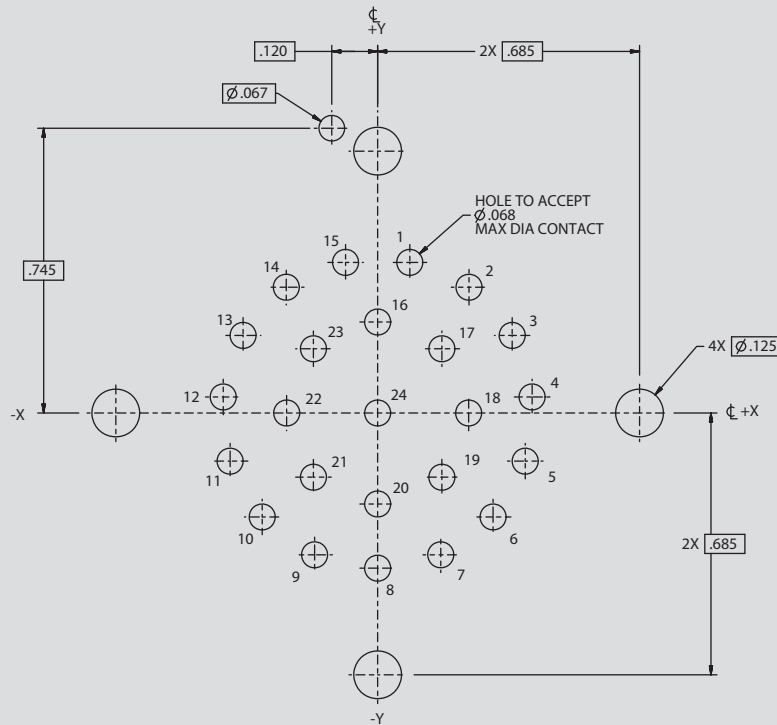 ℄
+Y
.120
2X .685
Ø.067
HOLE TO ACCEPT
Ø.068
MAX DIA CONTACT
15
1
14
2
.745
16
13
23
17
3
4X Ø.125
12
4
-X
22
24
18
℄ +X
21
19
11
5
20
10
6
2X .685
9
7
8
-Y